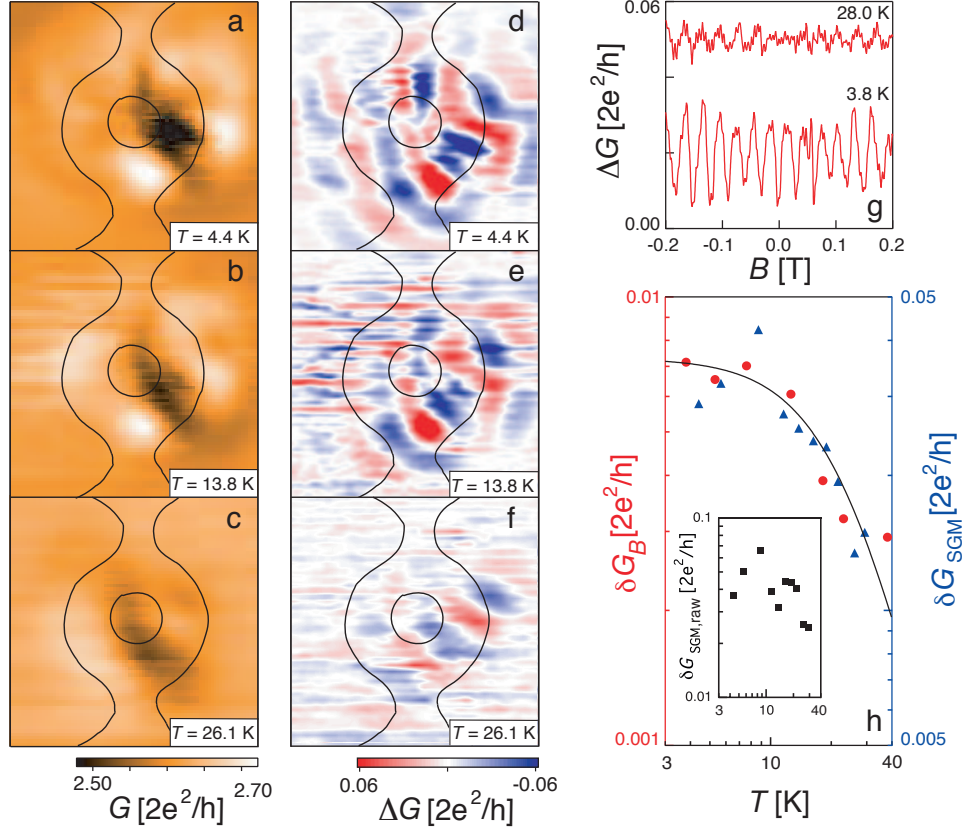 a
T = 4.4 K
b
T = 13.8 K
c
T = 26.1 K
2.50 2.70
G [2e²/h]
d
T = 4.4 K
e
T = 13.8 K
f
T = 26.1 K
0.06 -0.06
ΔG [2e²/h]
0.06
28.0 K
3.8 K
ΔG [2e²/h]
g
0.00
-0.2 -0.1 0.0 0.1 0.2
B [T]
0.01 0.05
δG_B [2e²/h]
δG_SGM [2e²/h]
0.1
δG_SGM,raw [2e²/h]
0.01
3 10 40
h
0.001 0.005
3 10 40
T [K]